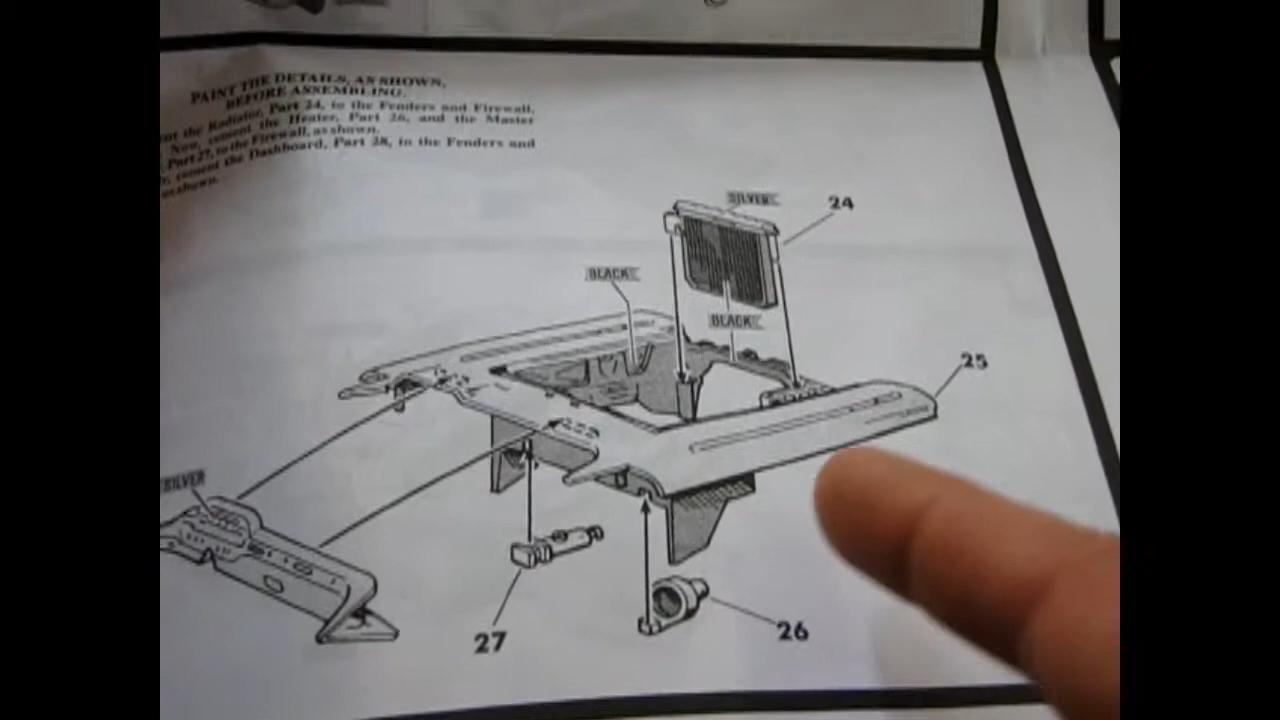 PAINT THE DETAILS, AS SHOWN,
BEFORE ASSEMBLING.
the Radiator, Part 24, to the Fenders and Firewall,
Now, cement the Heater, Part 26, and the Master
Part 27, to the Firewall, as shown.
cement the Dashboard, Part 28, to the Fenders and
as shown.
SILVER
24
BLACK
BLACK
25
SILVER
27
26